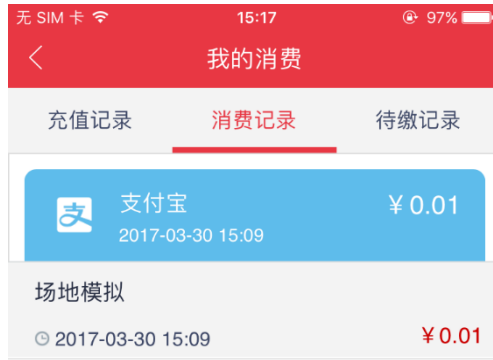 无 SIM 卡 15:17 97%
我的消费
充值记录 消费记录 待缴记录
支 支付宝 ¥ 0.01
2017-03-30 15:09
场地模拟
2017-03-30 15:09 ¥ 0.01